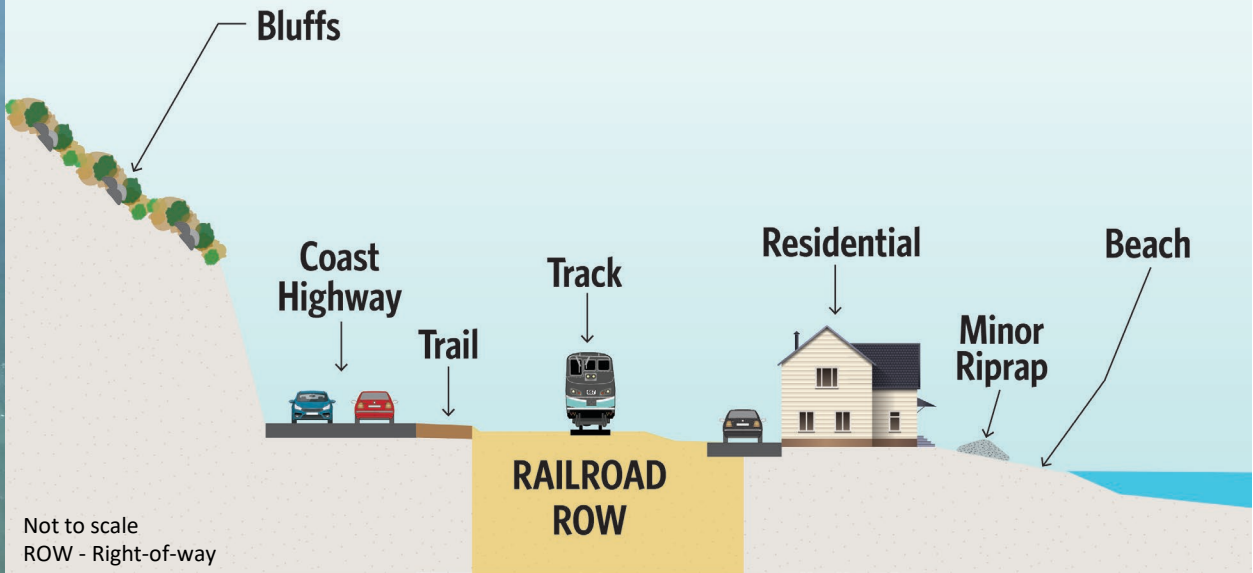 Bluffs
Coast
Highway
Trail
Track
Residential
Minor
Riprap
Beach
RAILROAD
ROW
Not to scale
ROW - Right-of-way